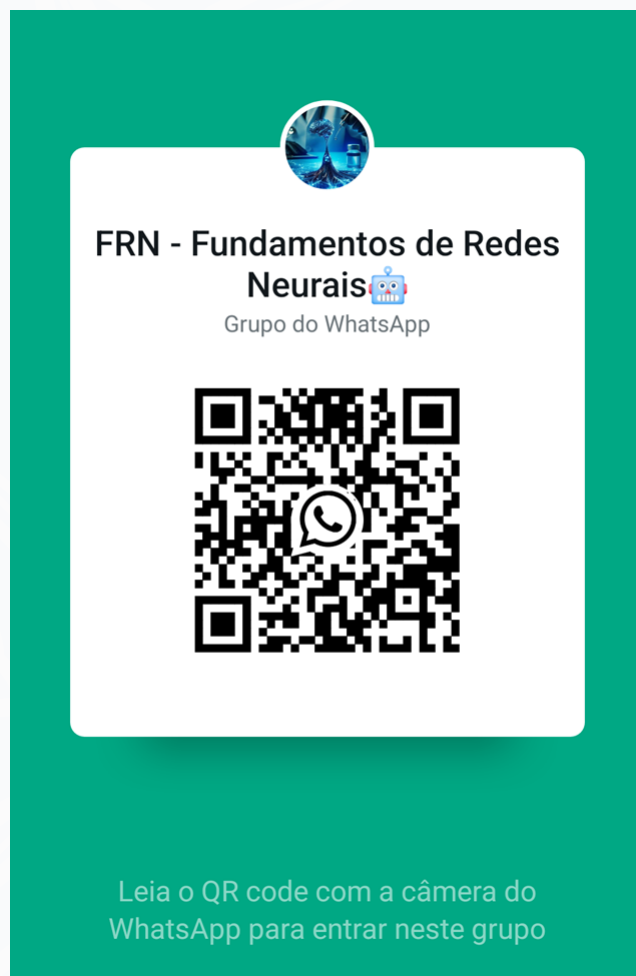 FRN - Fundamentos de Redes
Neurais🤖
Grupo do WhatsApp
Leia o QR code com a câmera do
WhatsApp para entrar neste grupo